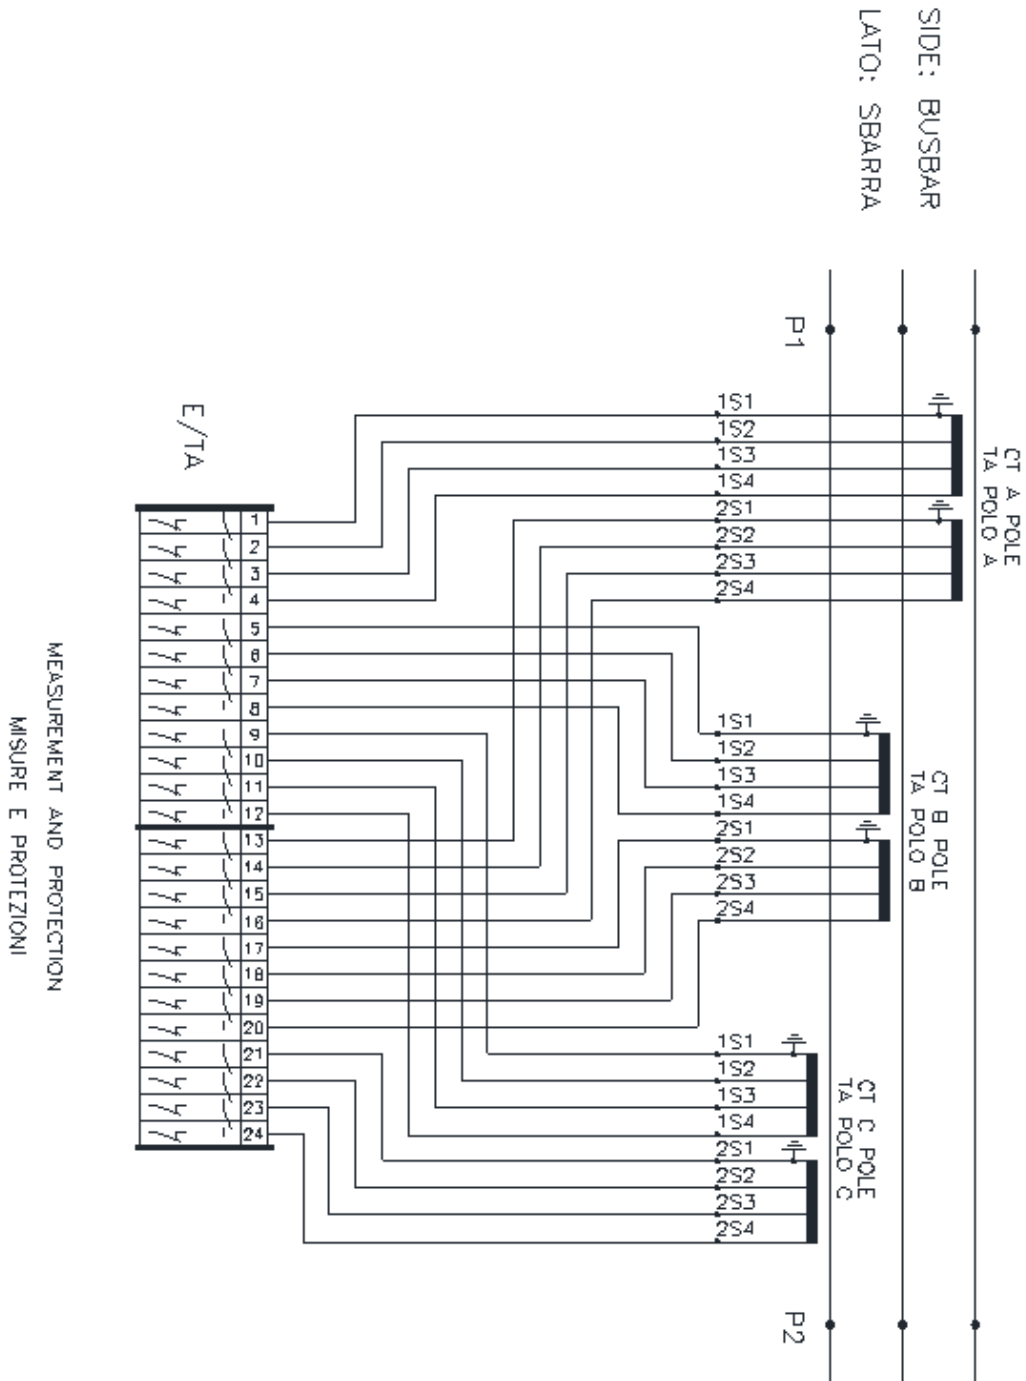 SIDE: BUSBAR
LATO: SBARRA
P1
CT A POLE
TA POLO A
1S1
1S2
1S3
1S4
2S1
2S2
2S3
2S4
CT B POLE
TA POLO B
1S1
1S2
1S3
1S4
2S1
2S2
2S3
2S4
CT C POLE
TA POLO C
1S1
1S2
1S3
1S4
2S1
2S2
2S3
2S4
P2
E/TA
1
2
3
4
5
6
7
8
9
10
11
12
13
14
15
16
17
18
19
20
21
22
23
24
MEASUREMENT AND PROTECTION
MISURE E PROTEZIONI